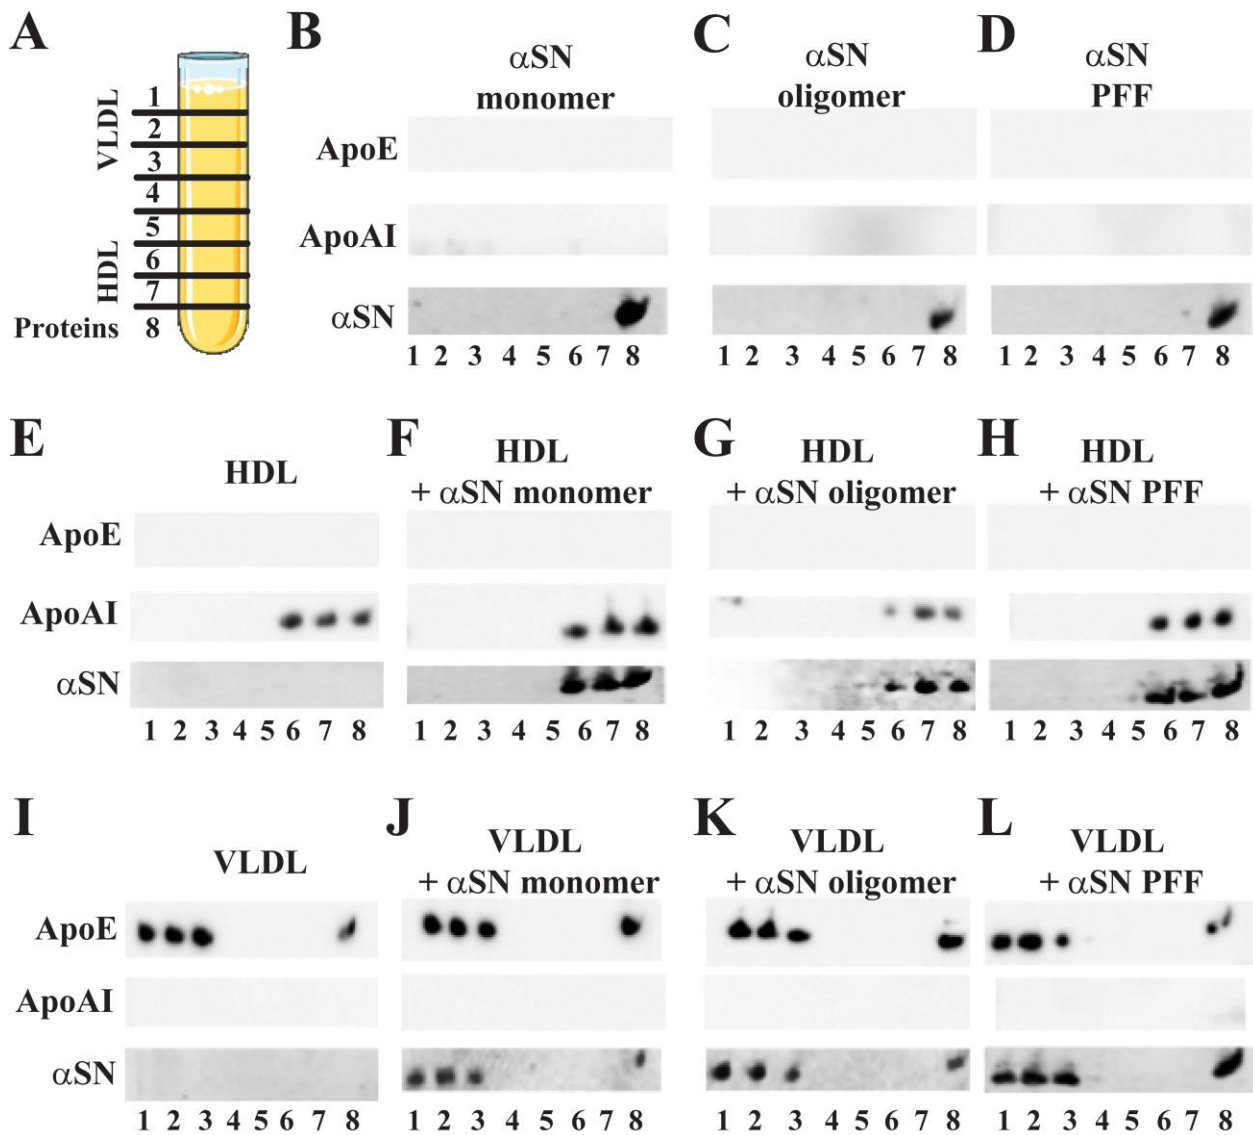 A
VLDL
HDL
1
2
3
4
5
6
7
Proteins 8
B
αSN
monomer
C
αSN
oligomer
D
αSN
PFF
ApoE
ApoAI
αSN
1 2 3 4 5 6 7 8
1 2 3 4 5 6 7 8
1 2 3 4 5 6 7 8
E
HDL
F
HDL
+ αSN monomer
G
HDL
+ αSN oligomer
H
HDL
+ αSN PFF
ApoE
ApoAI
αSN
1 2 3 4 5 6 7 8
1 2 3 4 5 6 7 8
1 2 3 4 5 6 7 8
1 2 3 4 5 6 7 8
I
VLDL
J
VLDL
+ αSN monomer
K
VLDL
+ αSN oligomer
L
VLDL
+ αSN PFF
ApoE
ApoAI
αSN
1 2 3 4 5 6 7 8
1 2 3 4 5 6 7 8
1 2 3 4 5 6 7 8
1 2 3 4 5 6 7 8